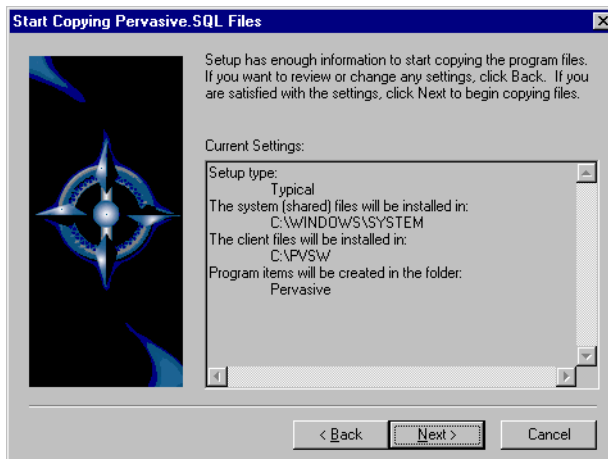 Start Copying Pervasive.SQL Files
Setup has enough information to start copying the program files.
If you want to review or change any settings, click Back. If you
are satisfied with the settings, click Next to begin copying files.
Current Settings:
Setup type:
Typical
The system (shared) files will be installed in:
C:\WINDOWS\SYSTEM
The client files will be installed in:
C:\PVSW
Program items will be created in the folder:
Pervasive
< Back
Next >
Cancel